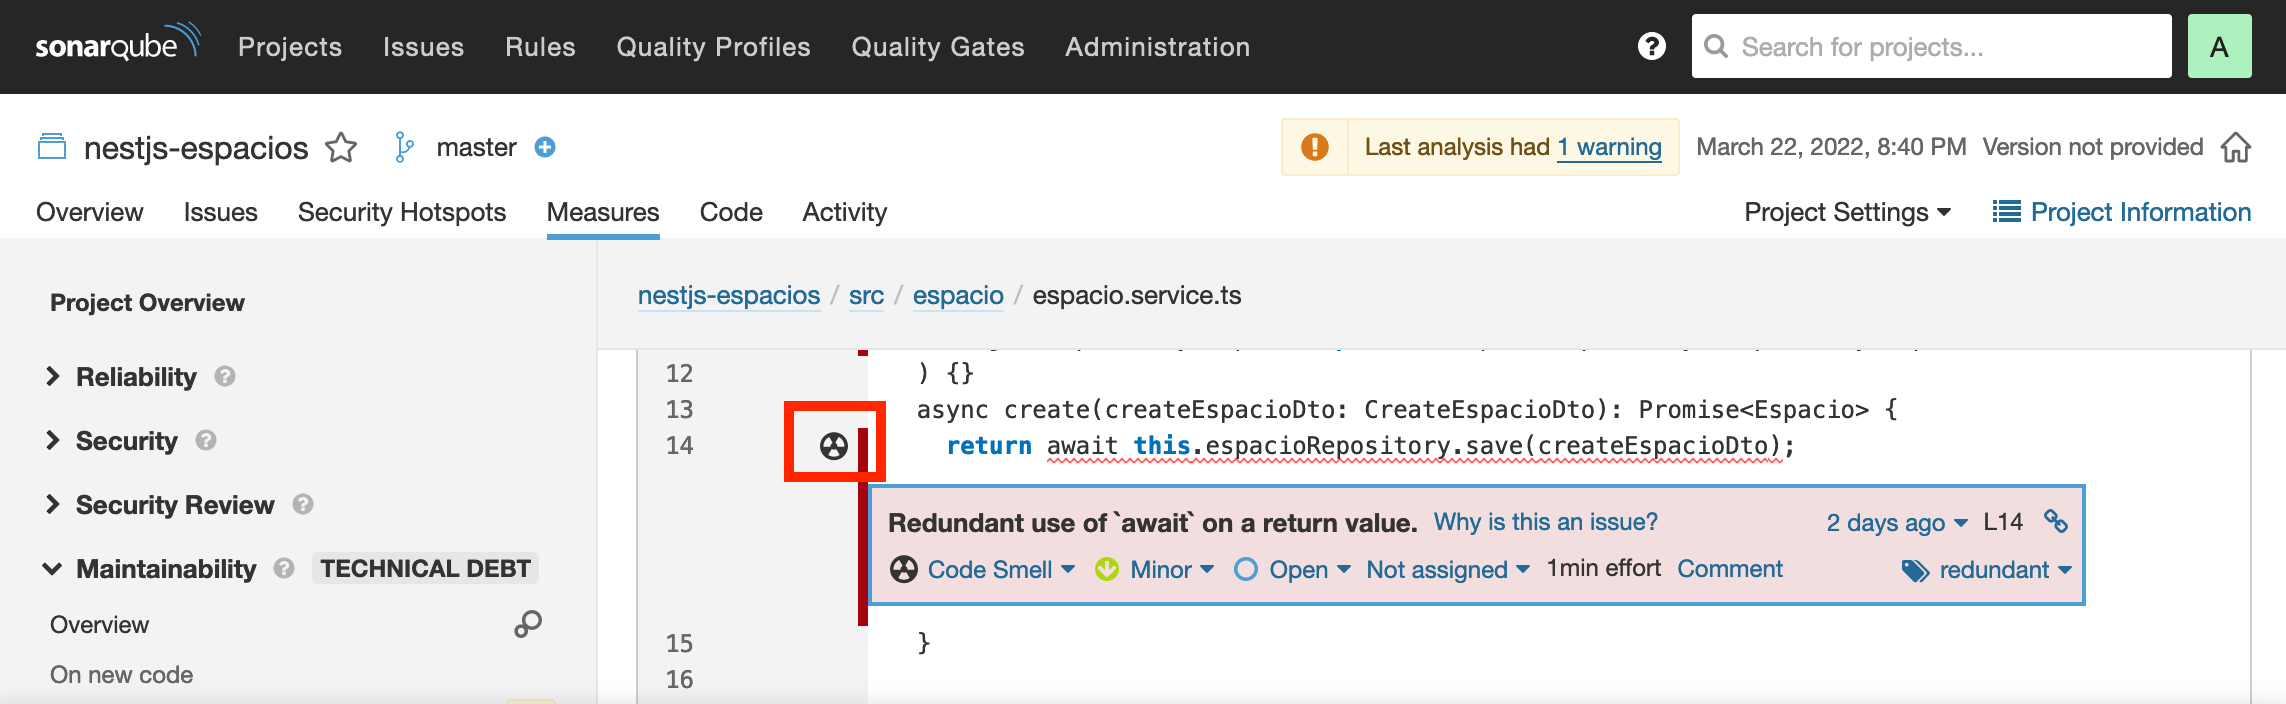 sonarqube Projects Issues Rules Quality Profiles Quality Gates Administration ? Search for projects... A
nestjs-espacios master Last analysis had 1 warning March 22, 2022, 8:40 PM Version not provided
Overview Issues Security Hotspots Measures Code Activity Project Settings Project Information
Project Overview
Reliability ?
Security ?
Security Review ?
Maintainability ? TECHNICAL DEBT
Overview
On new code
nestjs-espacios / src / espacio / espacio.service.ts
12 ) {}
13 async create(createEspacioDto: CreateEspacioDto): Promise<Espacio> {
14 return await this.espacioRepository.save(createEspacioDto);
Redundant use of `await` on a return value. Why is this an issue? 2 days ago L14
Code Smell Minor Open Not assigned 1min effort Comment redundant
15 }
16